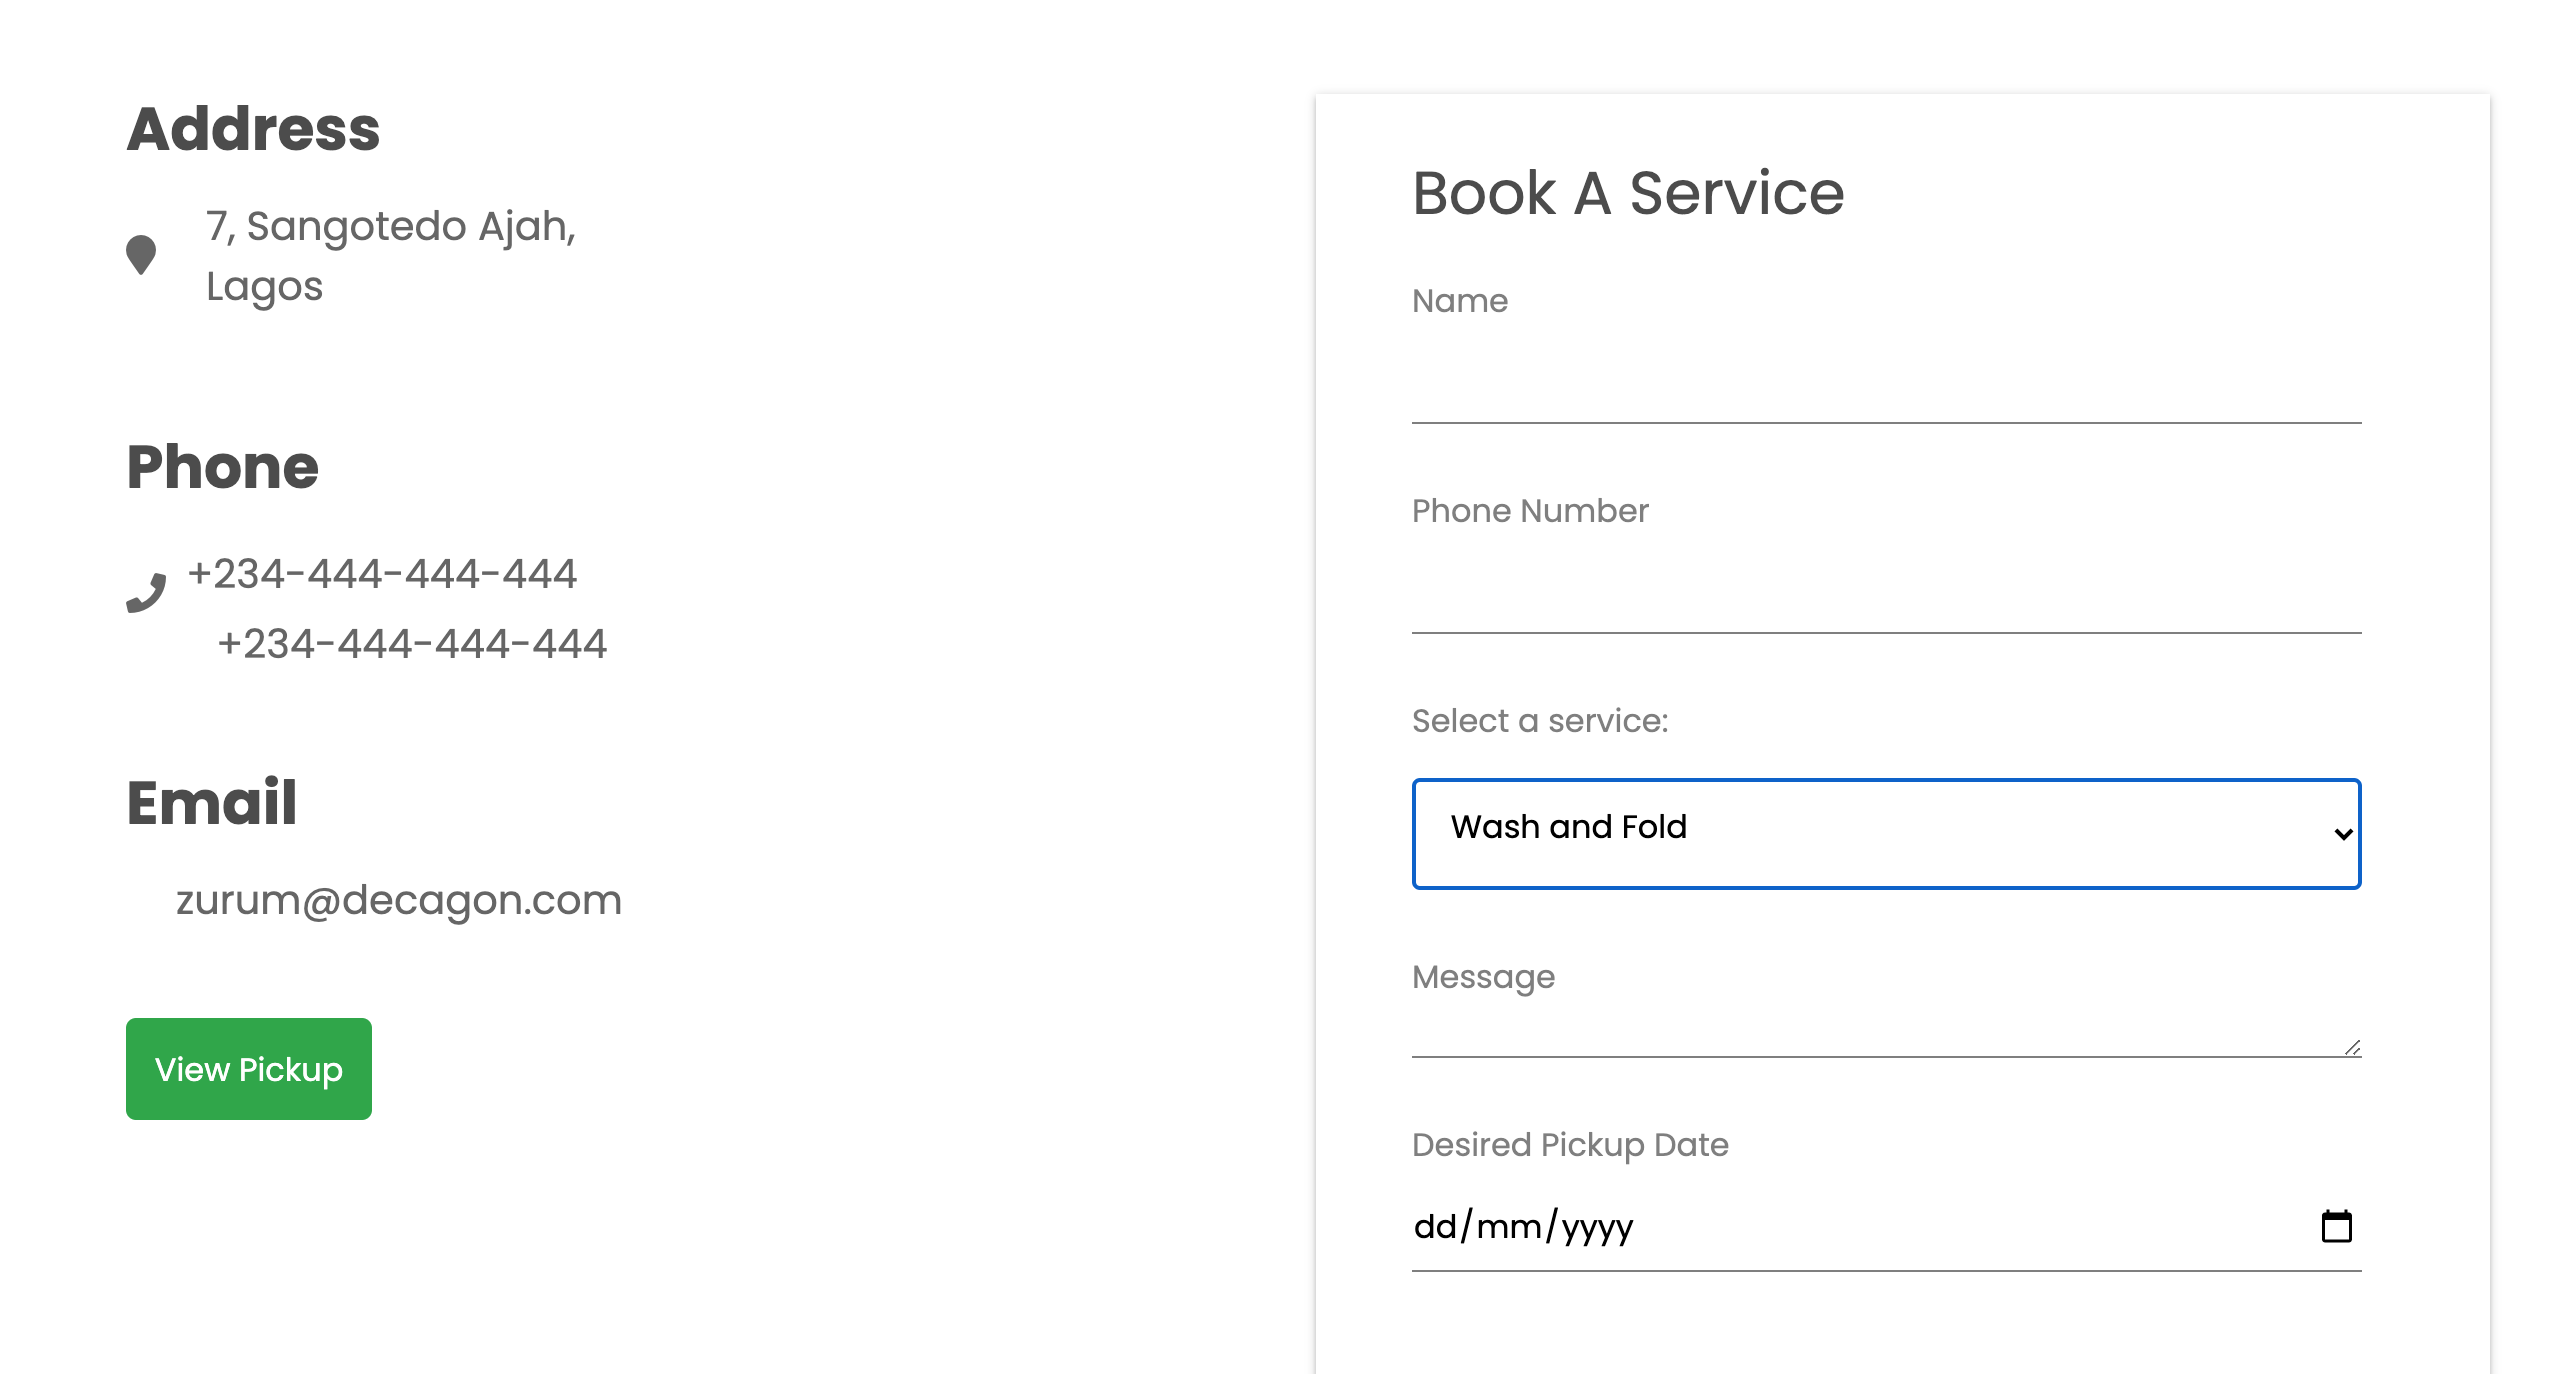 Address
7, Sangotedo Ajah,
Lagos
Phone
+234-444-444-444
+234-444-444-444
Email
zurum@decagon.com
View Pickup
Book A Service
Name
Phone Number
Select a service:
Wash and Fold
Message
Desired Pickup Date
dd/mm/yyyy